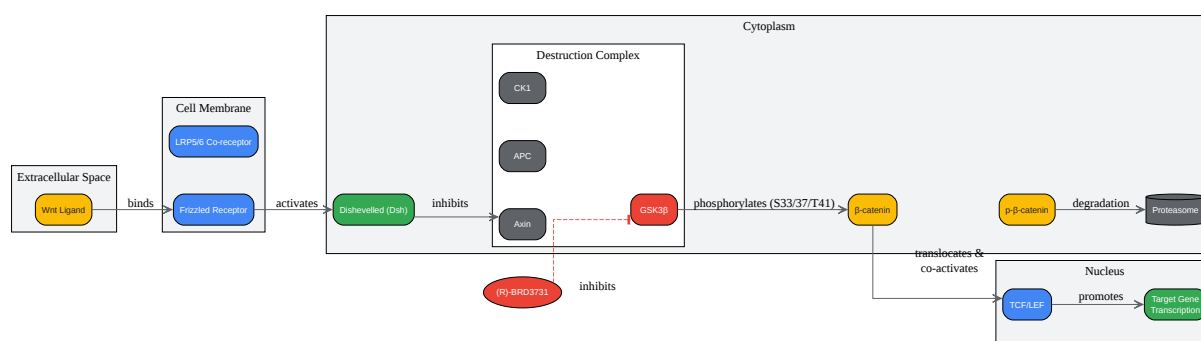 Cytoplasm
Destruction Complex
CK1
Cell Membrane
LRP5/6 Co-receptor
APC
Extracellular Space
Wnt Ligand
binds
Frizzled Receptor
activates
Dishevelled (Dsh)
inhibits
Axin
GSK3β
phosphorylates (S33/37/T41)
β-catenin
p-β-catenin
degradation
Proteasome
translocates &
co-activates
(R)-BRD3731
inhibits
Nucleus
TCF/LEF
promotes
Target Gene
Transcription